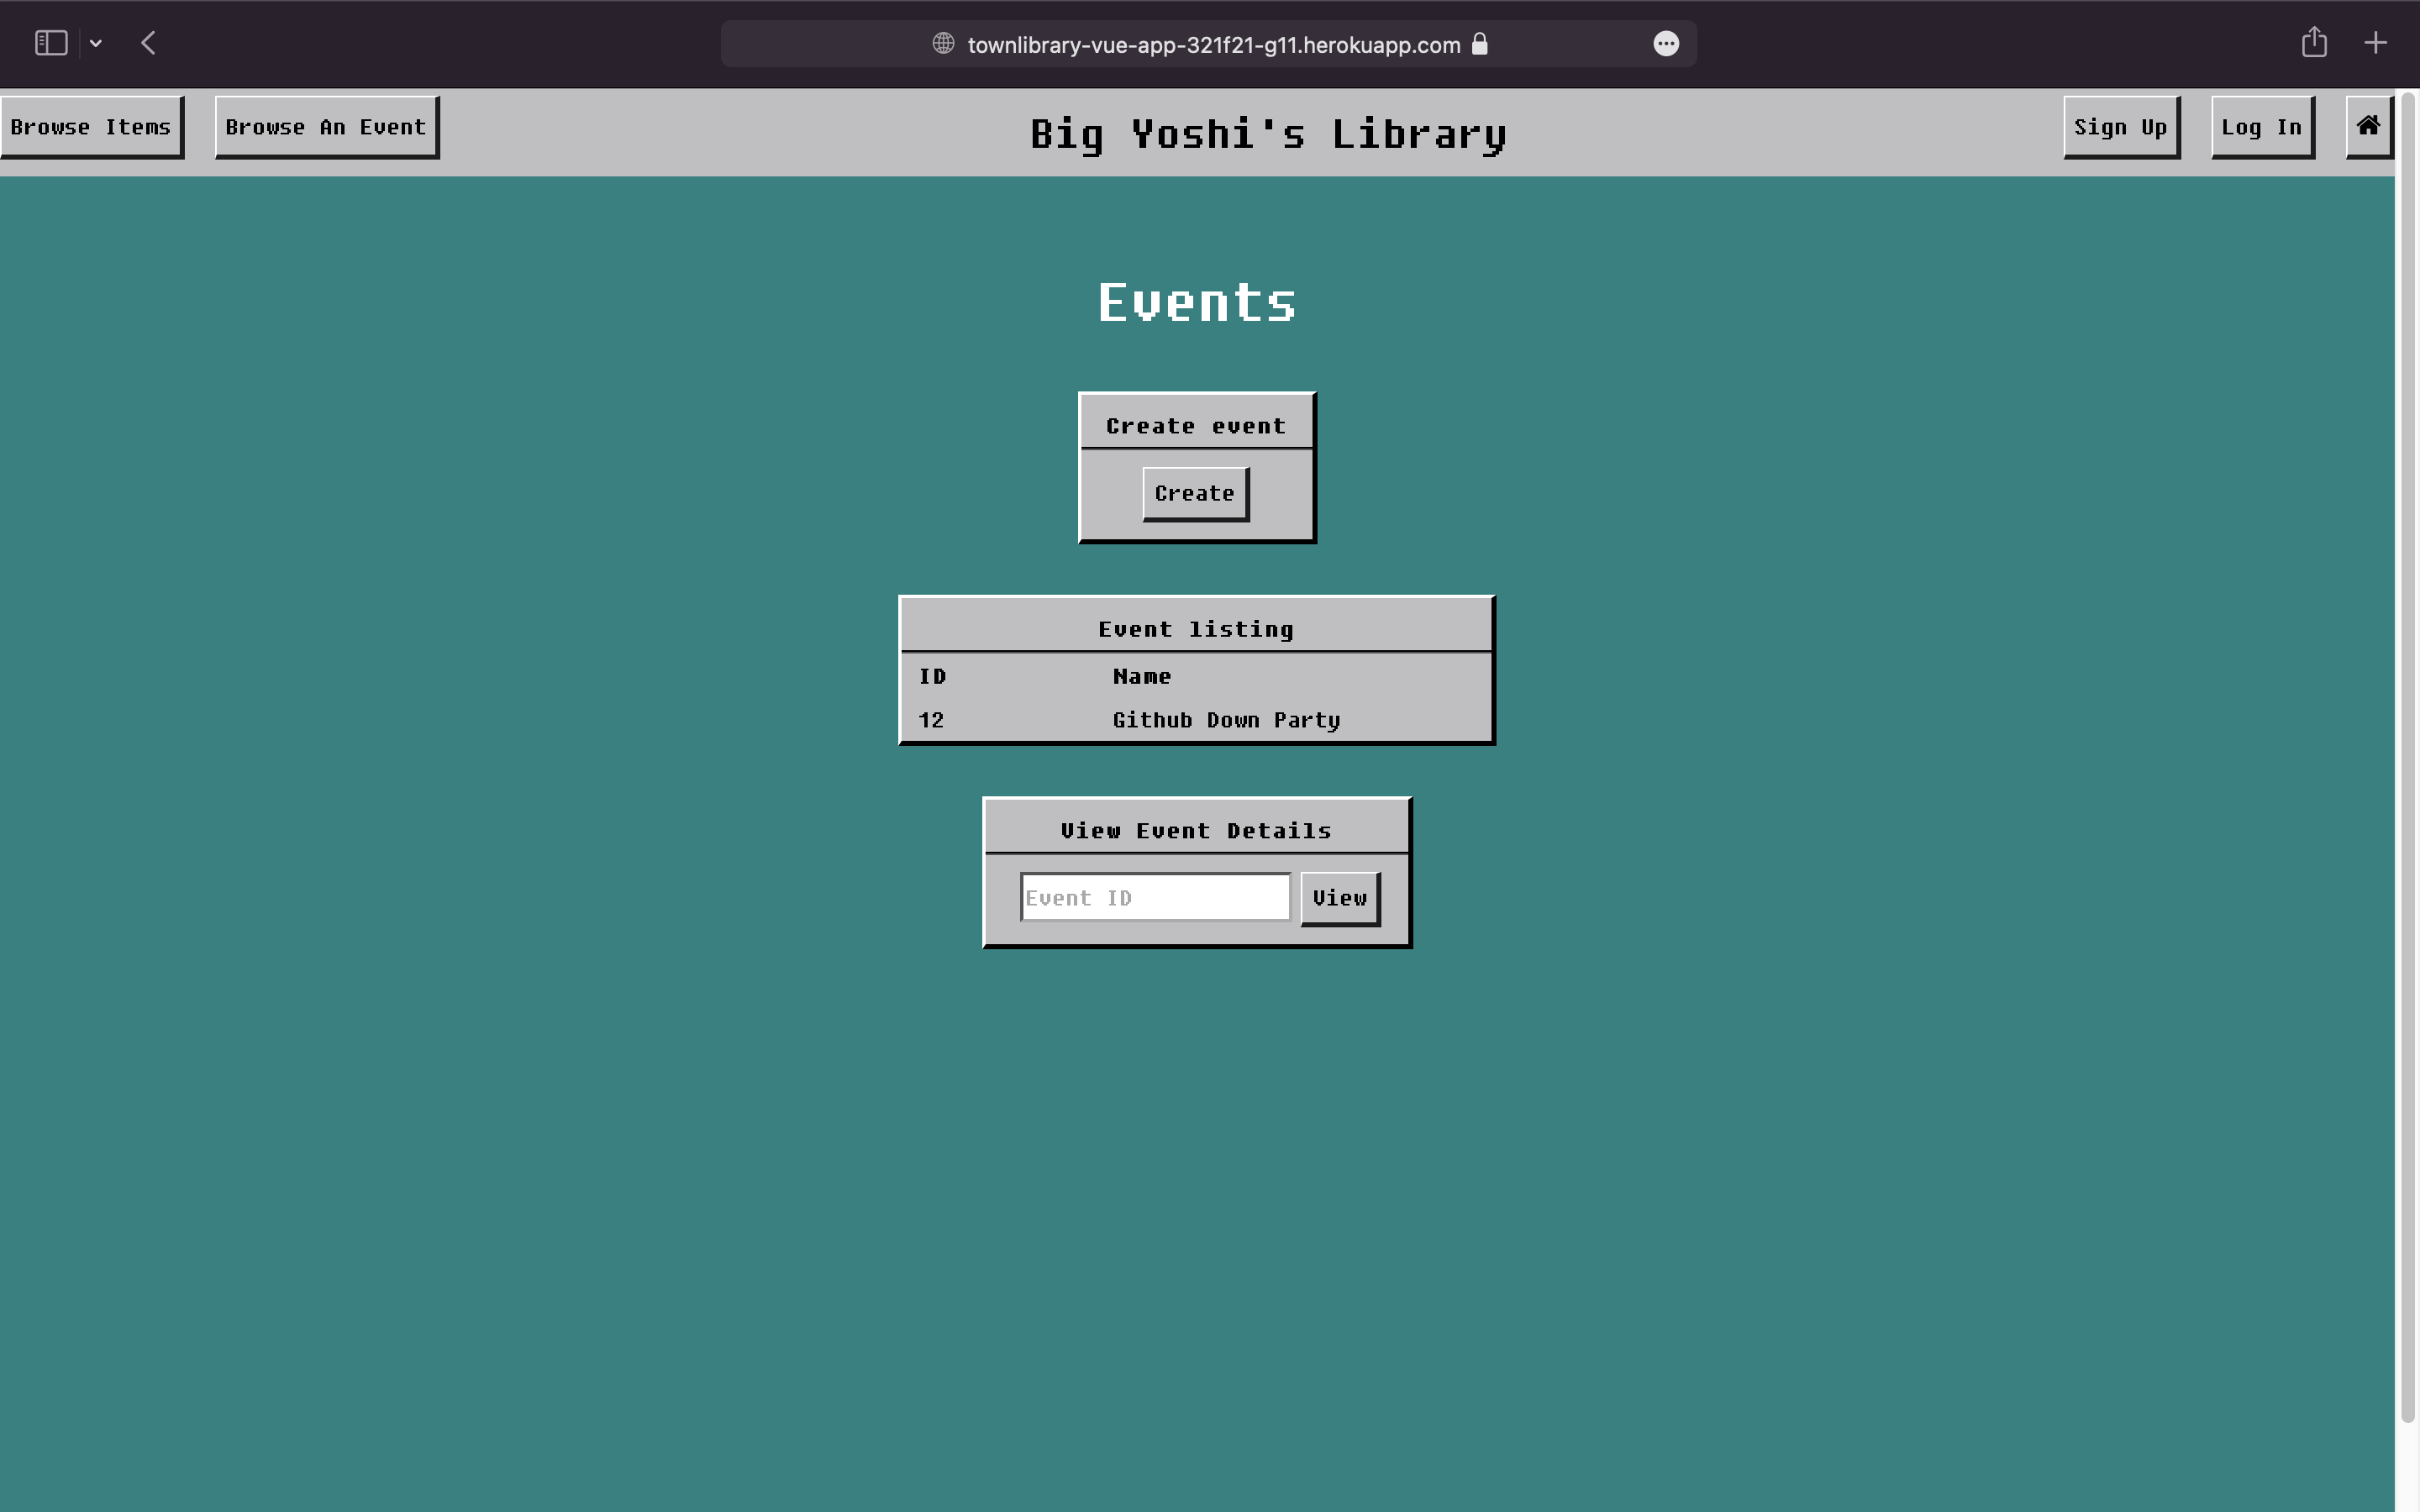 townlibrary-vue-app-321f21-g11.herokuapp.com
Browse Items
Browse An Event
Big Yoshi's Library
Sign Up
Log In
Events
Create event
Create
Event listing
ID Name
12 Github Down Party
View Event Details
Event ID View